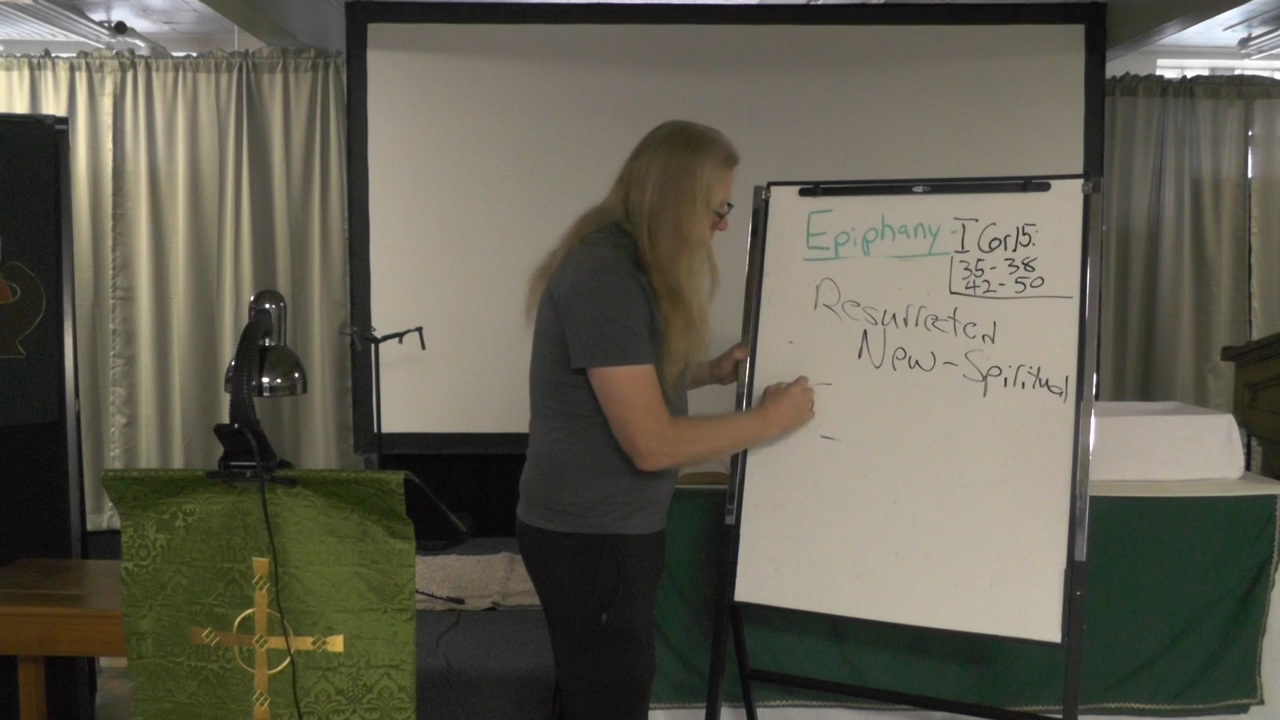 Epiphany - I Cor 15:
35-38
42-50
Resurrected
New-Spiritual